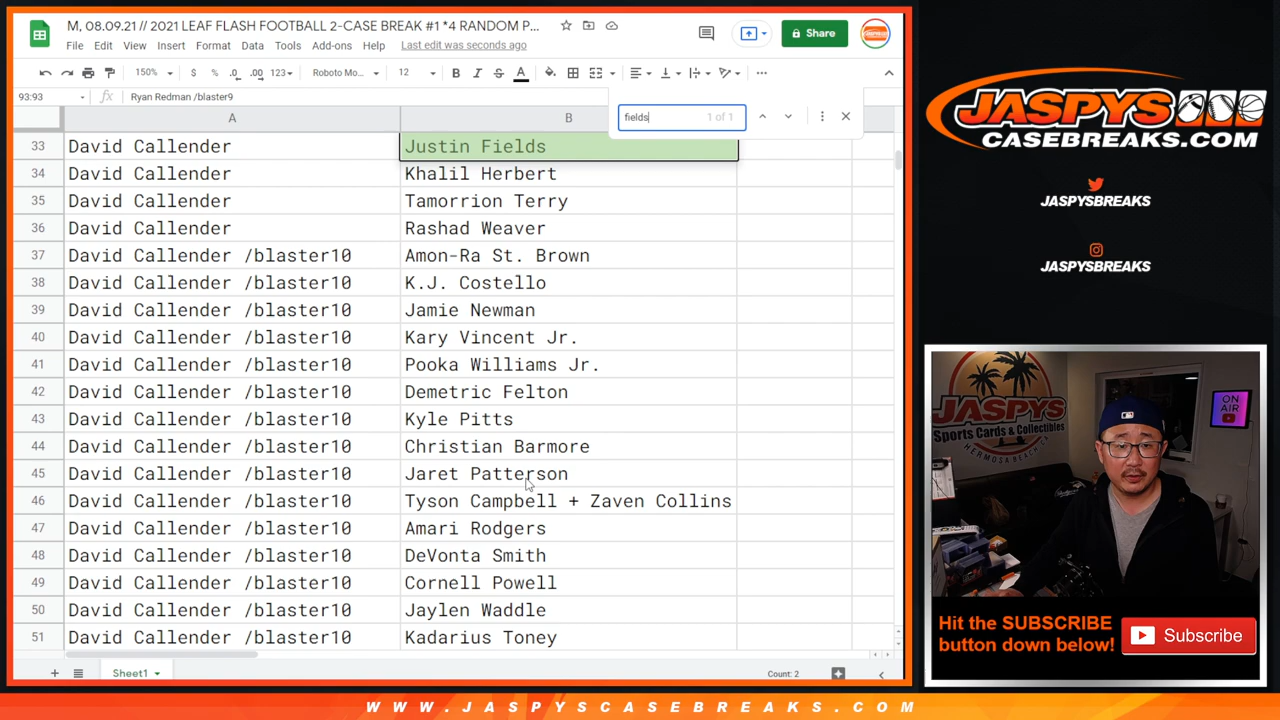 M, 08.09.21 // 2021 LEAF FLASH FOOTBALL 2-CASE BREAK #1 *4 RANDOM P...
File Edit View Insert Format Data Tools Add-ons Help Last edit was seconds ago
Share
150% $ % .0 .00 123 Roboto Mo... 12 B I S A
93:93 fx Ryan Redman /blaster9
fields 1 of 1
A B
33 David Callender Justin Fields
34 David Callender Khalil Herbert
35 David Callender Tamorrion Terry
36 David Callender Rashad Weaver
37 David Callender /blaster10 Amon-Ra St. Brown
38 David Callender /blaster10 K.J. Costello
39 David Callender /blaster10 Jamie Newman
40 David Callender /blaster10 Kary Vincent Jr.
41 David Callender /blaster10 Pooka Williams Jr.
42 David Callender /blaster10 Demetric Felton
43 David Callender /blaster10 Kyle Pitts
44 David Callender /blaster10 Christian Barmore
45 David Callender /blaster10 Jaret Patterson
46 David Callender /blaster10 Tyson Campbell + Zaven Collins
47 David Callender /blaster10 Amari Rodgers
48 David Callender /blaster10 DeVonta Smith
49 David Callender /blaster10 Cornell Powell
50 David Callender /blaster10 Jaylen Waddle
51 David Callender /blaster10 Kadarius Toney
Sheet1
Count: 2
JASPYS
CASEBREAKS.COM
JASPYSBREAKS
JASPYSBREAKS
JASPYS
Sports Cards & Collectibles
HERMOSA BEACH, CA
ON
AIR
Hit the SUBSCRIBE
button down below!
Subscribe
WWW.JASPYSCASEBREAKS.COM